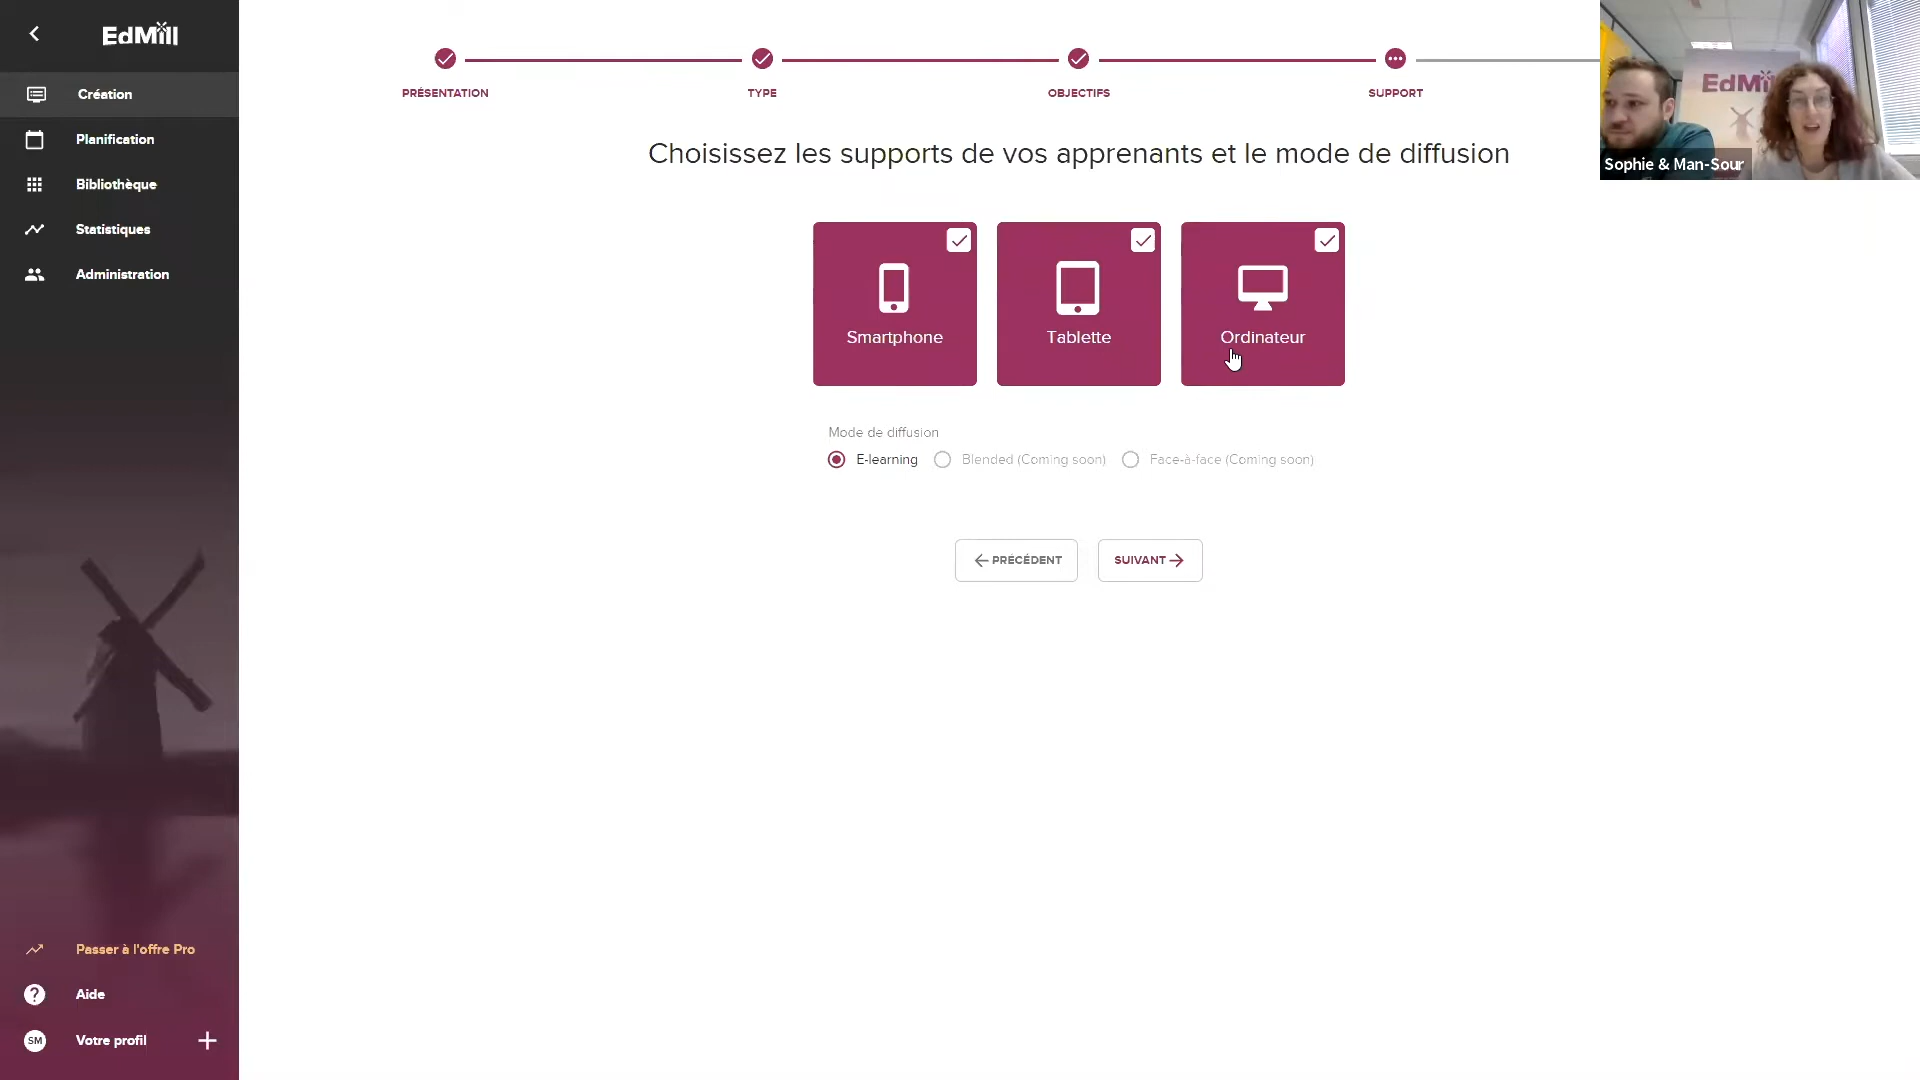 EdMill
Création
Planification
Bibliothèque
Statistiques
Administration
Passer à l'offre Pro
Aide
SM
Votre profil
PRÉSENTATION
TYPE
OBJECTIFS
SUPPORT
Choisissez les supports de vos apprenants et le mode de diffusion
Smartphone
Tablette
Ordinateur
Mode de diffusion
E-learning
Blended (Coming soon)
Face-à-face (Coming soon)
PRÉCÉDENT
SUIVANT
EdMi
Sophie & Man-Sour